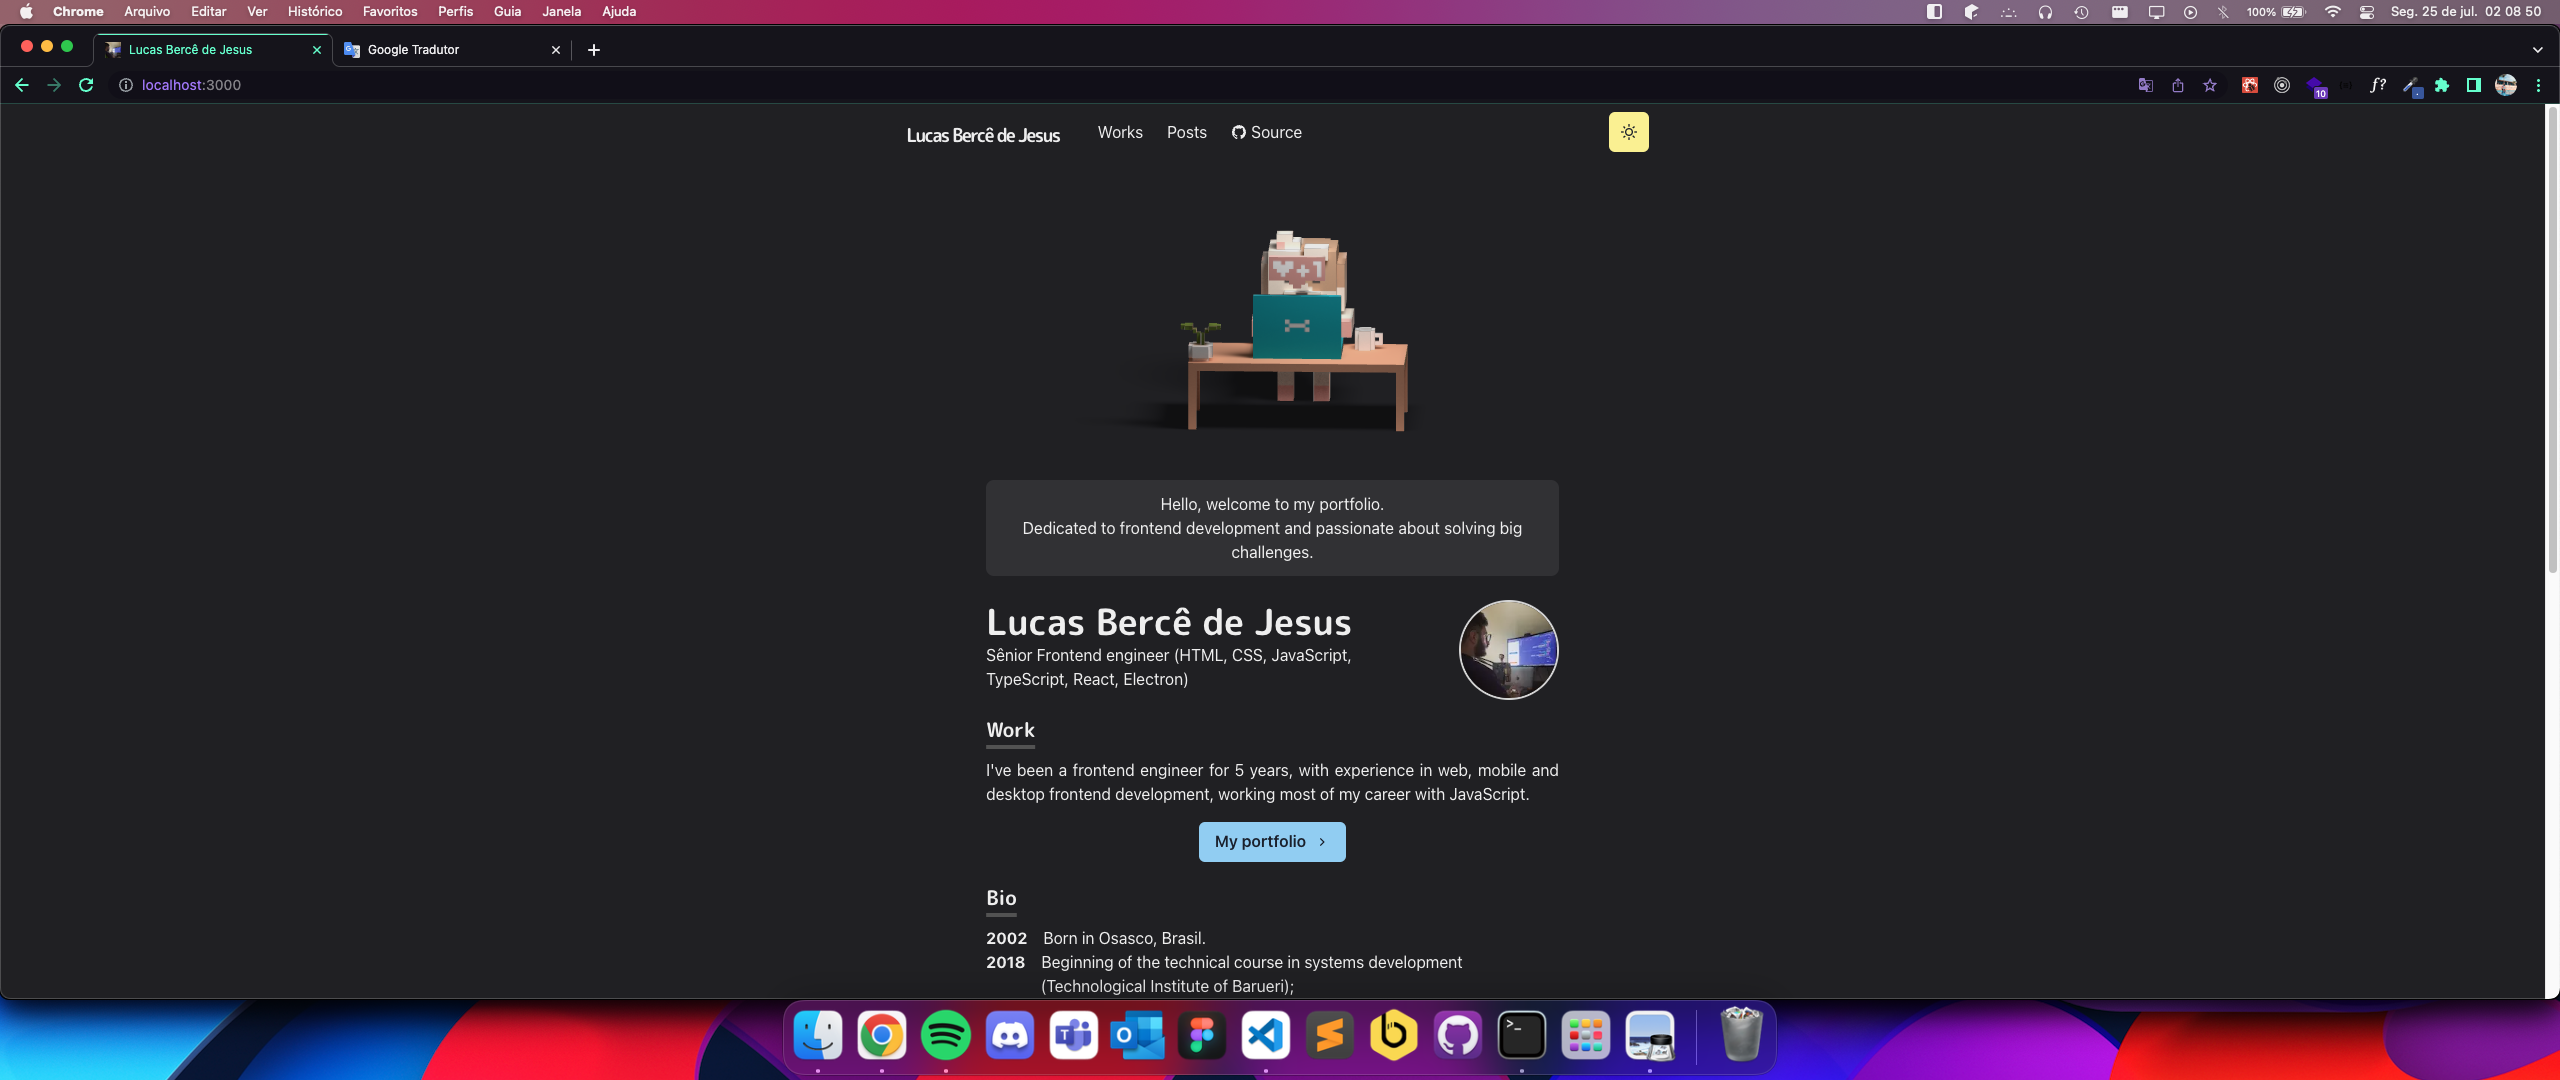 Chrome Arquivo Editar Ver Histórico Favoritos Perfis Guia Janela Ajuda 100% Seg. 25 de jul. 02 08 50
Lucas Bercê de Jesus Google Tradutor
localhost:3000 10 f?
Lucas Bercê de Jesus Works Posts Source
+1
Hello, welcome to my portfolio.
Dedicated to frontend development and passionate about solving big
challenges.
Lucas Bercê de Jesus
Sênior Frontend engineer (HTML, CSS, JavaScript,
TypeScript, React, Electron)
Work
I've been a frontend engineer for 5 years, with experience in web, mobile and
desktop frontend development, working most of my career with JavaScript.
My portfolio
Bio
2002 Born in Osasco, Brasil.
2018 Beginning of the technical course in systems development
(Technological Institute of Barueri);